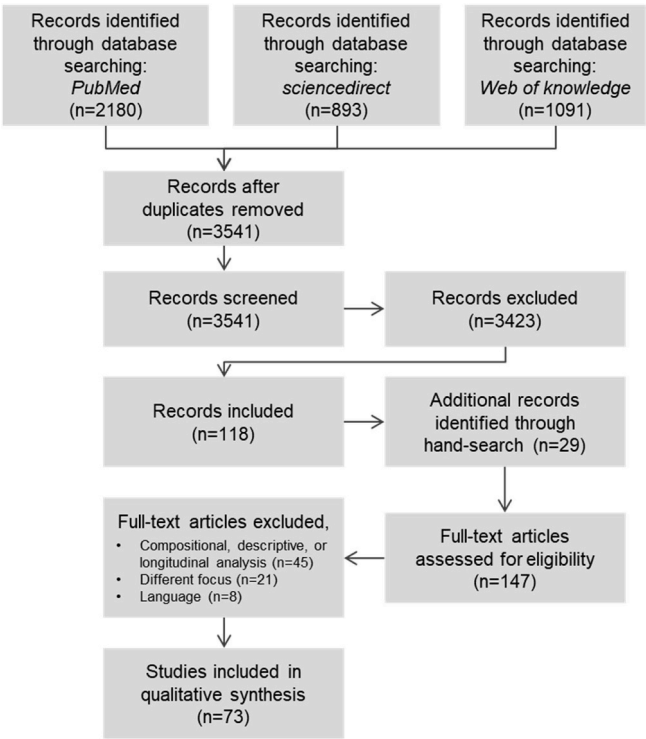 Records identified
through database
searching:
PubMed
(n=2180)
Records identified
through database
searching:
sciencedirect
(n=893)
Records identified
through database
searching:
Web of knowledge
(n=1091)
Records after
duplicates removed
(n=3541)
Records screened
(n=3541)
Records excluded
(n=3423)
Records included
(n=118)
Additional records
identified through
hand-search (n=29)
Full-text articles excluded,
• Compositional, descriptive, or
longitudinal analysis (n=45)
• Different focus (n=21)
• Language (n=8)
Full-text articles
assessed for eligibility
(n=147)
Studies included in
qualitative synthesis
(n=73)